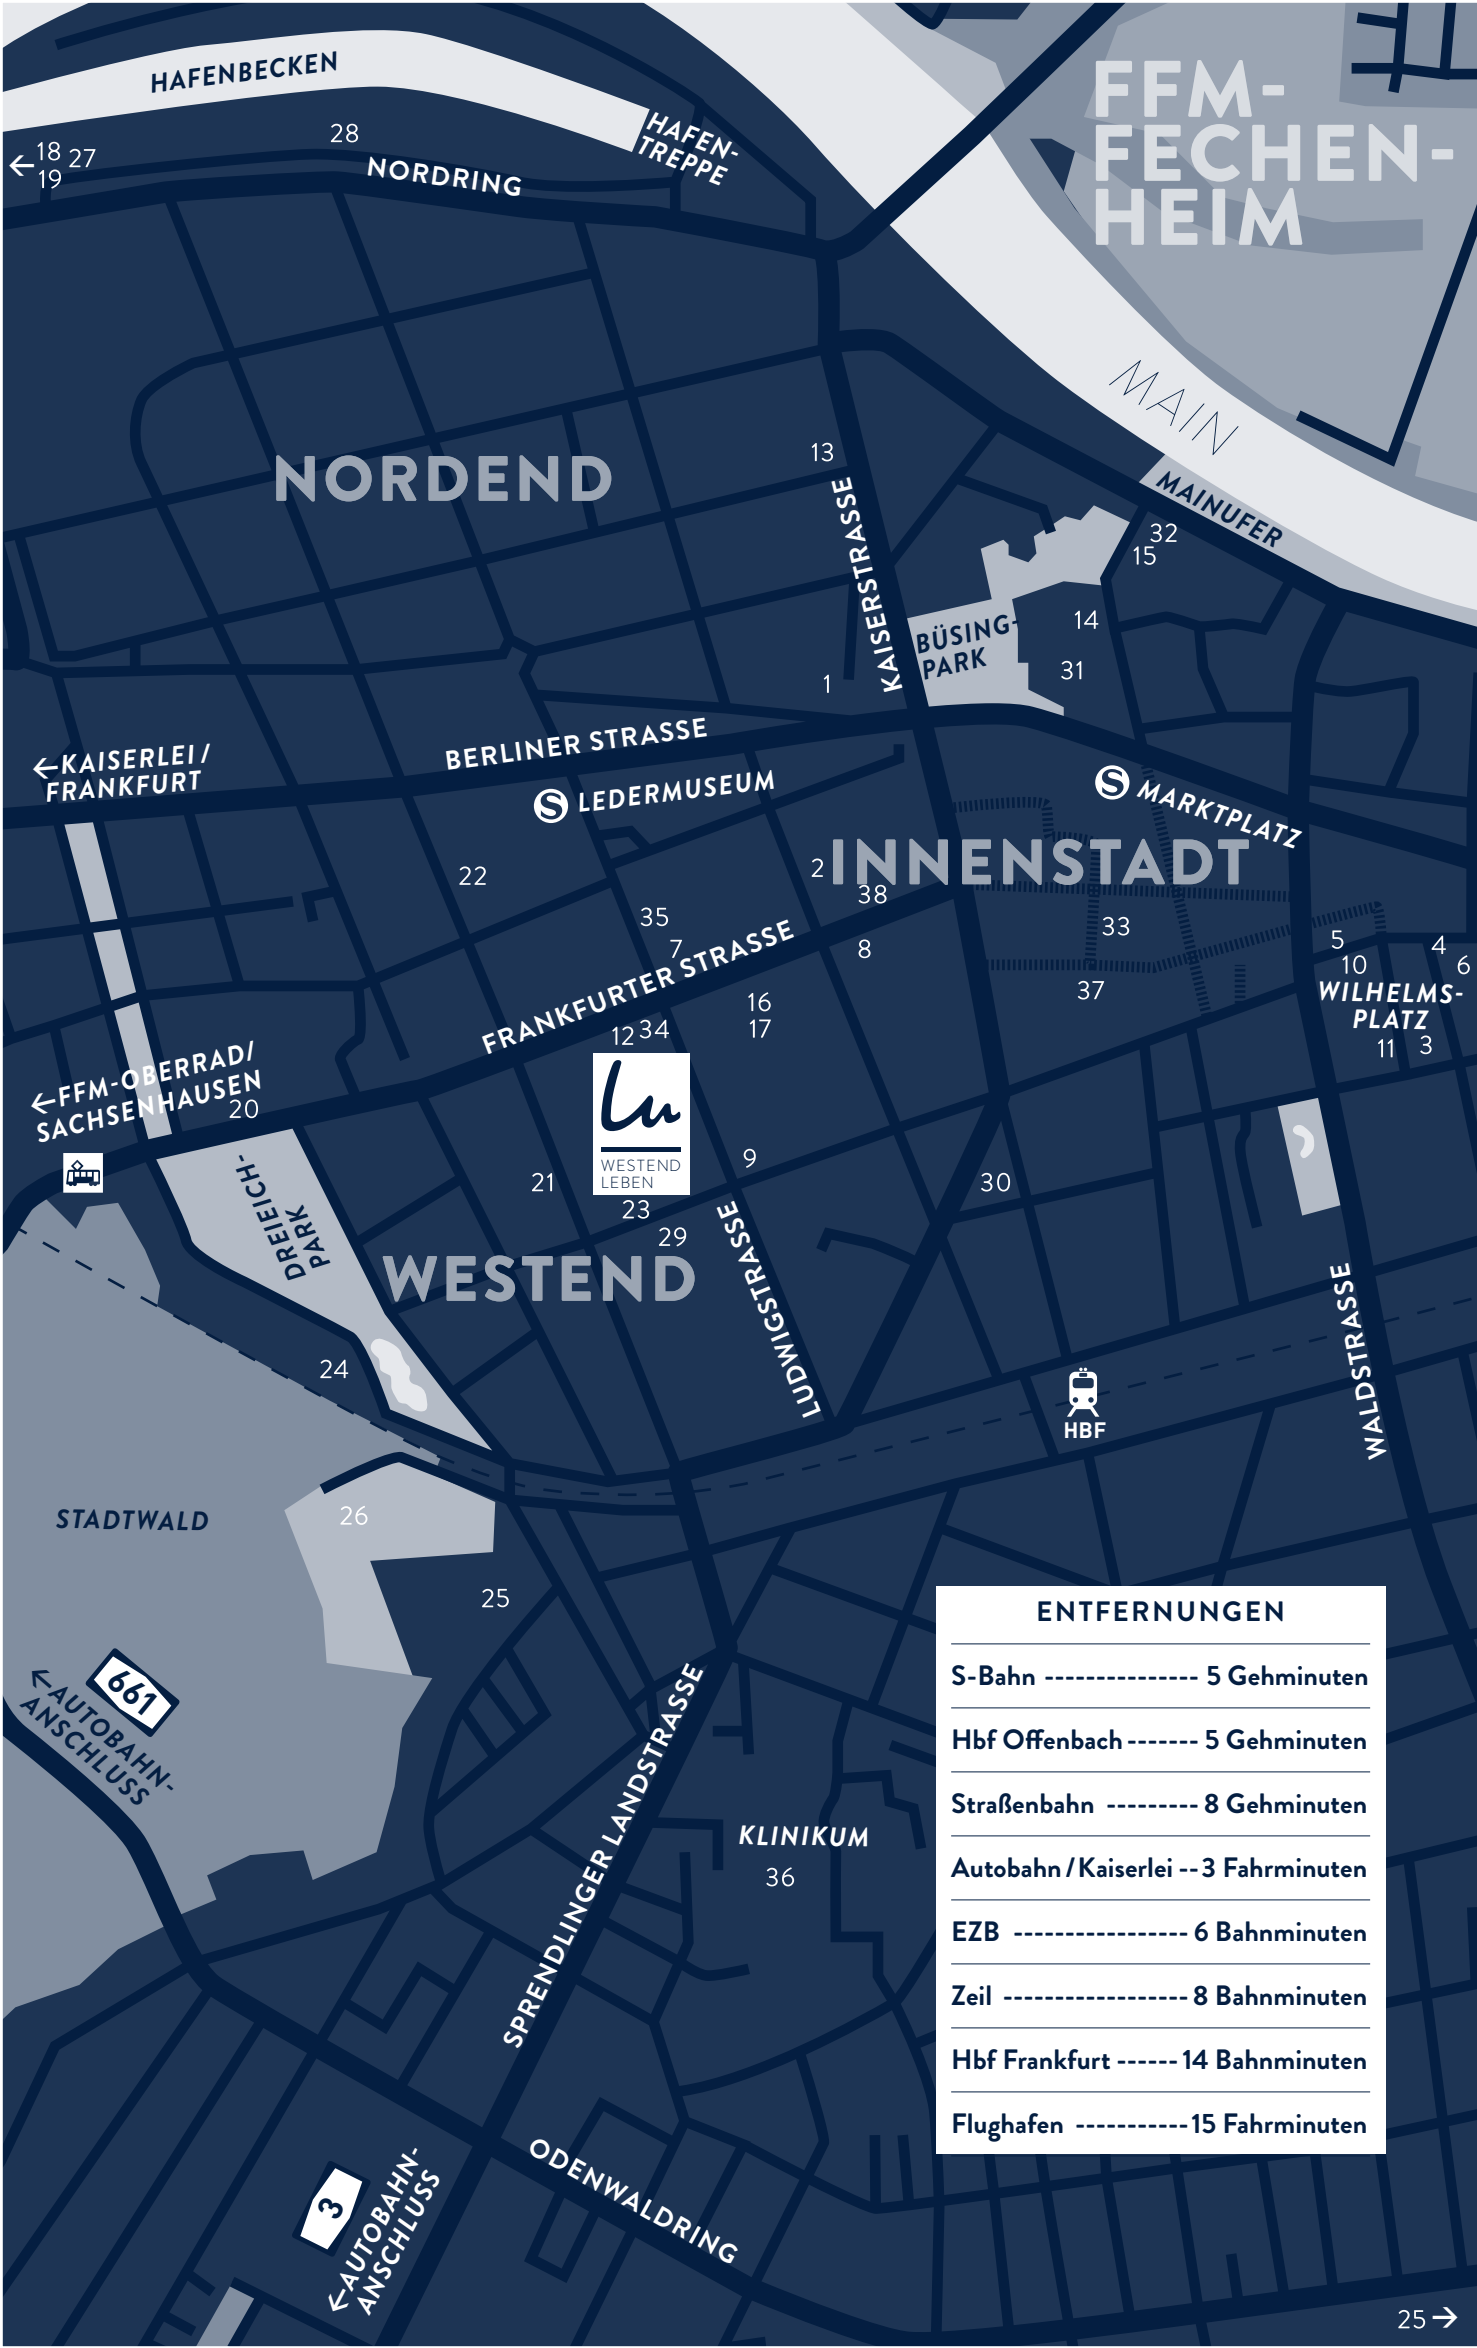 HAFENBECKEN
FFM-
FECHEN-
HEIM
HAFEN-
TREPPE
28
←18 27
19
NORDRING
MAIN
13
NORDEND
KAISERSTRASSE
MAINUFER
32
15
14
BÜSING-
PARK
31
1
BERLINER STRASSE
←KAISERLEI /
FRANKFURT
S LEDERMUSEUM
S MARKTPLATZ
INNENSTADT
2
22
38
35
7
FRANKFURTER STRASSE
8
33
5
4
10
6
37
WILHELMS-
PLATZ
11 3
16
17
12 34
←FFM-OBERRAD/
SACHSENHAUSEN
20
Lu
WESTEND
LEBEN
9
21
30
23
29
DREIEICH-
PARK
WESTEND
LUDWIGSTRASSE
WALDSTRASSE
24
HBF
STADTWALD
26
25
661
←AUTOBAHN-
ANSCHLUSS
SPRENDLINGER LANDSTRASSE
KLINIKUM
36
ENTFERNUNGEN
S-Bahn --------------- 5 Gehminuten
Hbf Offenbach ------- 5 Gehminuten
Straßenbahn --------- 8 Gehminuten
Autobahn / Kaiserlei -- 3 Fahrminuten
EZB ----------------- 6 Bahnminuten
Zeil ------------------ 8 Bahnminuten
Hbf Frankfurt ------ 14 Bahnminuten
Flughafen ----------- 15 Fahrminuten
ODENWALDRING
3
←AUTOBAHN-
ANSCHLUSS
25 →